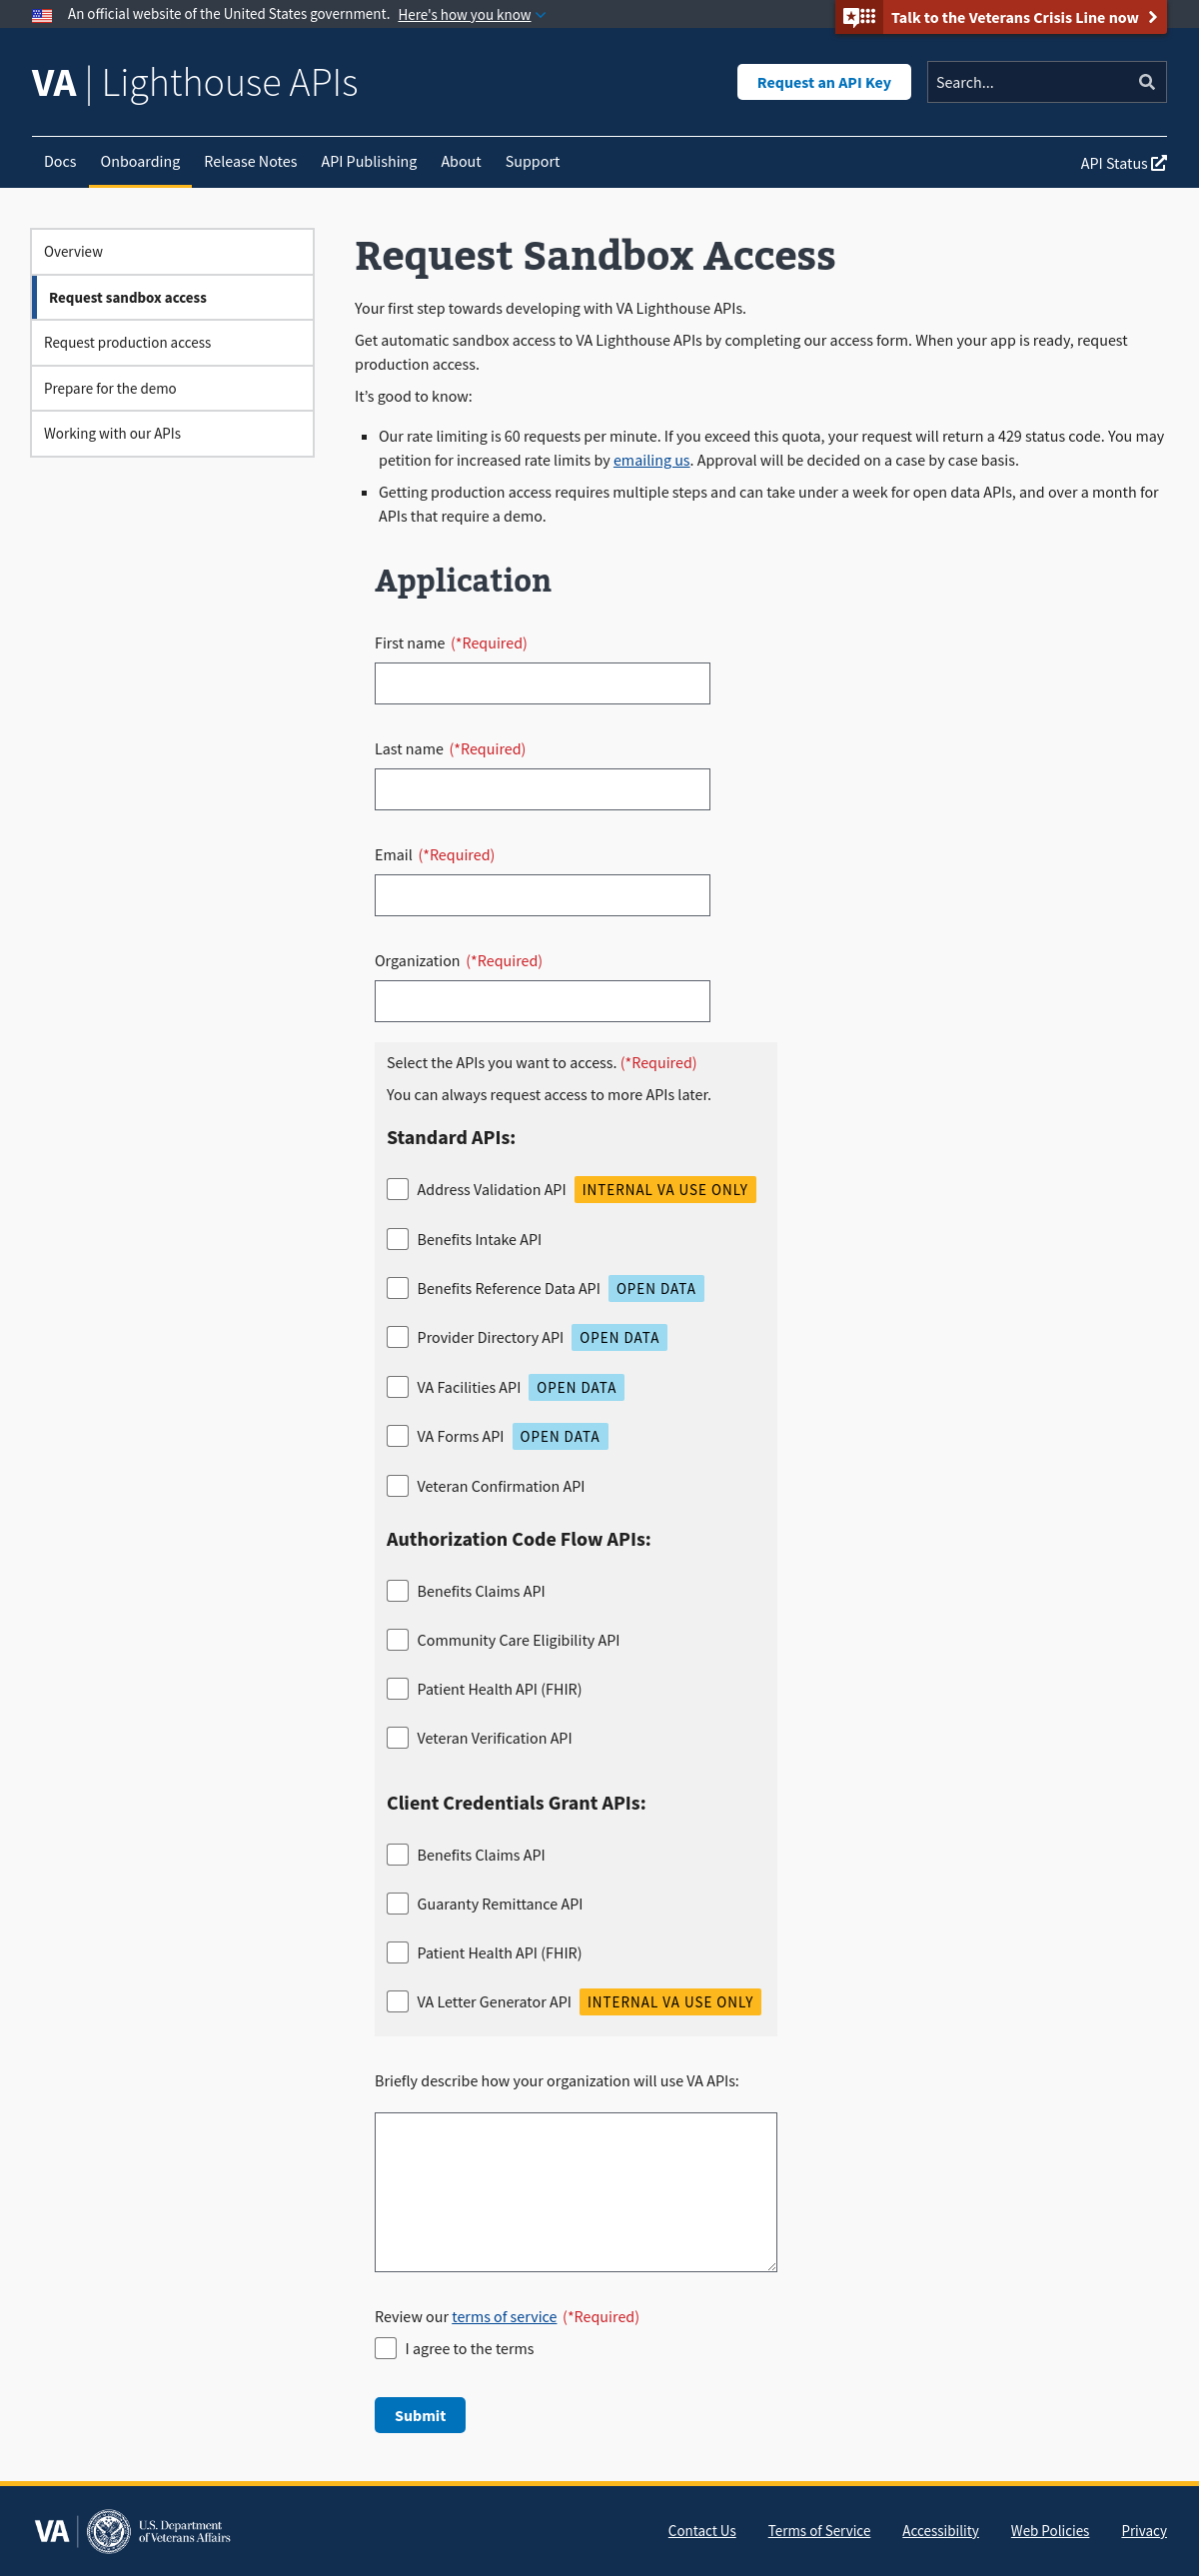 An official website of the United States government. Here's how you know
Talk to the Veterans Crisis Line now
VA | Lighthouse APIs
Request an API Key
Search...
Docs
Onboarding
Release Notes
API Publishing
About
Support
API Status
Overview
Request sandbox access
Request production access
Prepare for the demo
Working with our APIs
Request Sandbox Access
Your first step towards developing with VA Lighthouse APIs.
Get automatic sandbox access to VA Lighthouse APIs by completing our access form. When your app is ready, request
production access.
It’s good to know:
Our rate limiting is 60 requests per minute. If you exceed this quota, your request will return a 429 status code. You may
petition for increased rate limits by emailing us. Approval will be decided on a case by case basis.
Getting production access requires multiple steps and can take under a week for open data APIs, and over a month for
APIs that require a demo.
Application
First name (*Required)
Last name (*Required)
Email (*Required)
Organization (*Required)
Select the APIs you want to access. (*Required)
You can always request access to more APIs later.
Standard APIs:
Address Validation API INTERNAL VA USE ONLY
Benefits Intake API
Benefits Reference Data API OPEN DATA
Provider Directory API OPEN DATA
VA Facilities API OPEN DATA
VA Forms API OPEN DATA
Veteran Confirmation API
Authorization Code Flow APIs:
Benefits Claims API
Community Care Eligibility API
Patient Health API (FHIR)
Veteran Verification API
Client Credentials Grant APIs:
Benefits Claims API
Guaranty Remittance API
Patient Health API (FHIR)
VA Letter Generator API INTERNAL VA USE ONLY
Briefly describe how your organization will use VA APIs:
Review our terms of service (*Required)
I agree to the terms
Submit
VA
U.S. Department
of Veterans Affairs
Contact Us
Terms of Service
Accessibility
Web Policies
Privacy